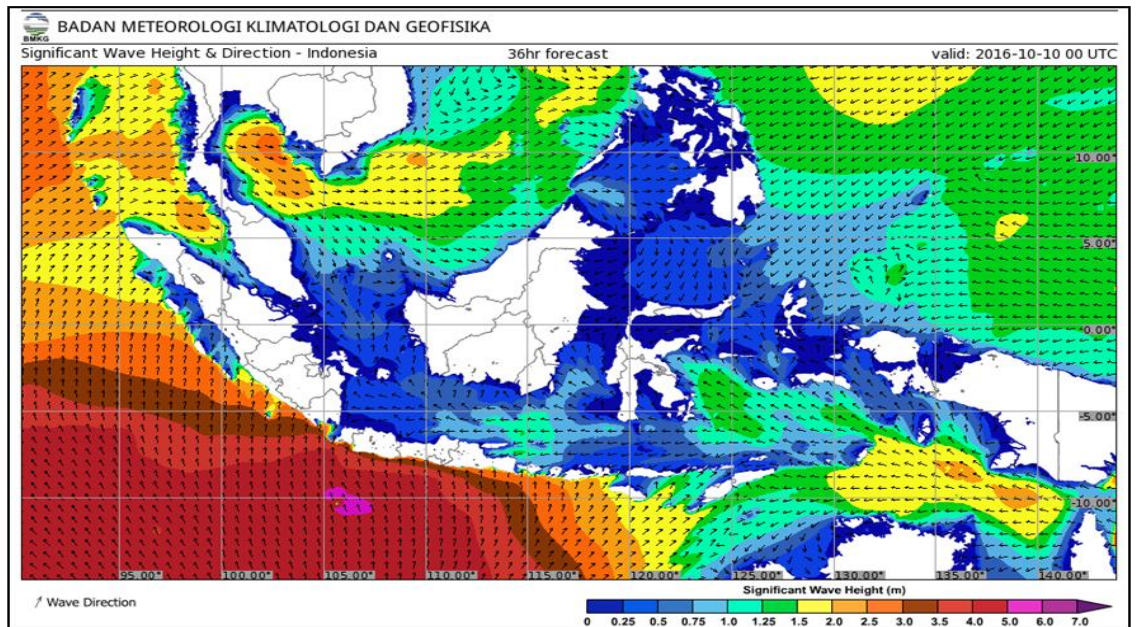 BMKG
BADAN METEOROLOGI KLIMATOLOGI DAN GEOFISIKA
Significant Wave Height & Direction - Indonesia 36hr forecast valid: 2016-10-10 00 UTC
10.00°
5.00°
0.00°
-5.00°
-10.00°
95.00° 100.00° 105.00° 110.00° 115.00° 120.00° 125.00° 130.00° 135.00° 140.00°
Wave Direction
Significant Wave Height (m)
0 0.25 0.5 0.75 1.0 1.25 1.5 2.0 2.5 3.0 3.5 4.0 5.0 6.0 7.0